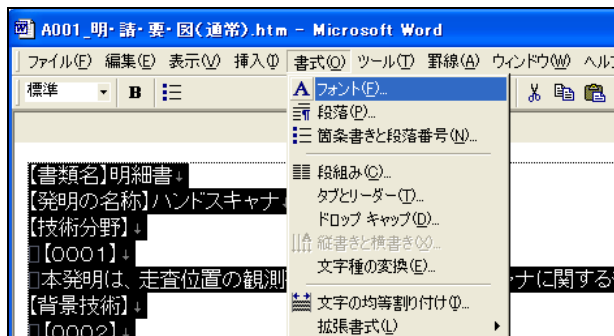 A001_明・請・要・図(通常).htm - Microsoft Word
ファイル(F) 編集(E) 表示(V) 挿入(I) 書式(O) ツール(T) 罫線(A) ウィンドウ(W) ヘル
標準 B
フォント(F)...
段落(P)...
箇条書きと段落番号(N)...
段組み(C)...
タブとリーダー(T)...
ドロップ キャップ(D)...
縦書きと横書き(X)...
文字種の変換(E)...
文字の均等割り付け(I)...
拡張書式(L)
【書類名】明細書↓
【発明の名称】ハンドスキャナ
【技術分野】↓
【0001】↓
本発明は、走査位置の観測 ナに関する
【背景技術】↓
【0002】↓